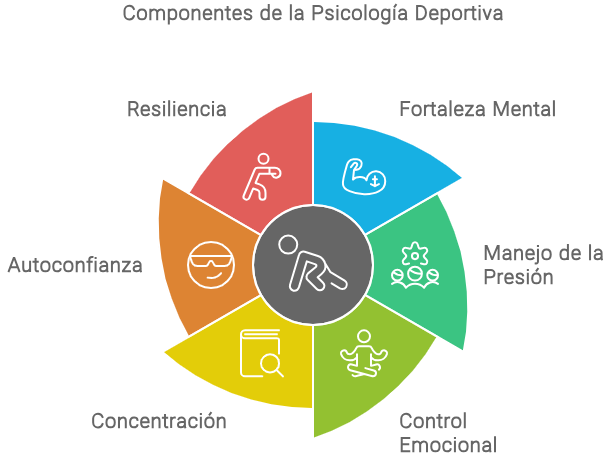 Componentes de la Psicología Deportiva
Resiliencia
Fortaleza Mental
Autoconfianza
Manejo de la
Presión
Concentración
Control
Emocional